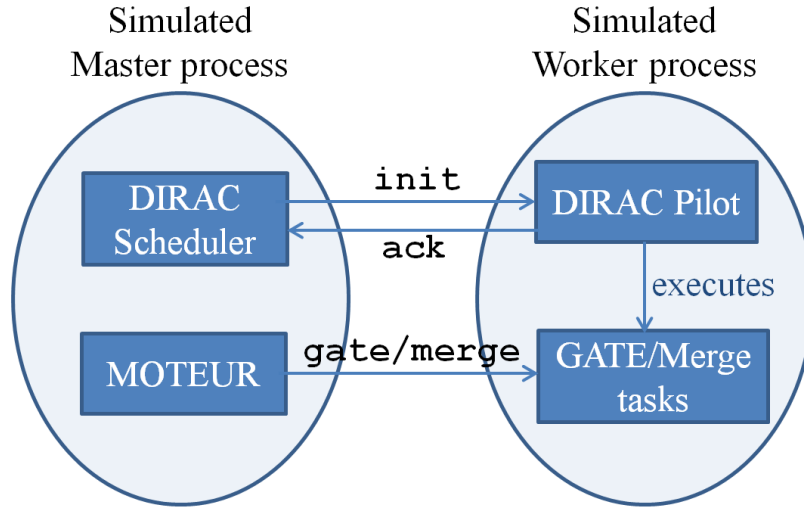 Simulated
Master process
Simulated
Worker process
DIRAC
Scheduler
init
ack
DIRAC Pilot
executes
MOTEUR
gate/merge
GATE/Merge
tasks